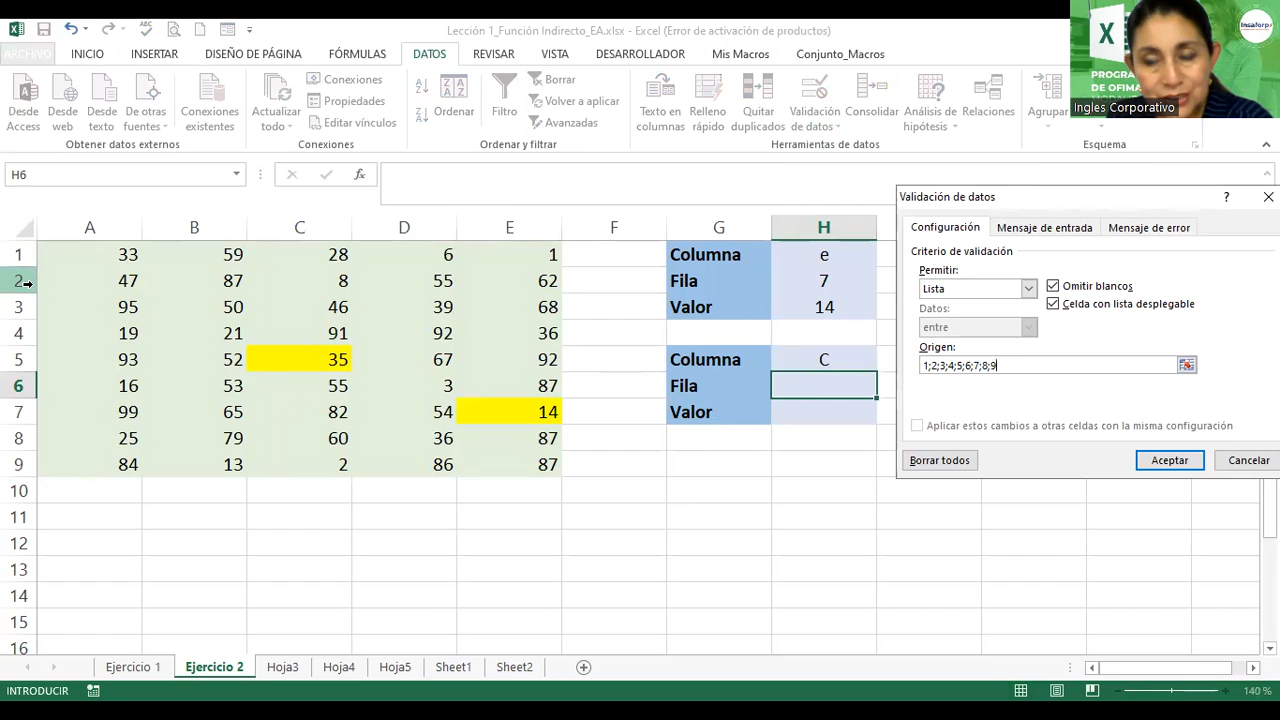 Lección 1_Función Indirecto_EA.xlsx - Excel (Error de activación de productos)
ARCHIVO INICIO INSERTAR DISEÑO DE PÁGINA FÓRMULAS DATOS REVISAR VISTA DESARROLLADOR Mis Macros Conjunto_Macros
Desde Access
Desde web
Desde texto
De otras fuentes
Conexiones existentes
Actualizar todo
Conexiones
Propiedades
Editar vínculos
Ordenar
Filtro
Borrar
Volver a aplicar
Avanzadas
Texto en columnas
Relleno rápido
Quitar duplicados
Validación de datos
Consolidar
Análisis de hipótesis
Relaciones
Agrupar
Obtener datos externos Conexiones Ordenar y filtrar Herramientas de datos Esquema
Insaforp
X
PROGRA
DE OFIMA
Ingles Corporativo
H6 fx
A B C D E F G H
1 33 59 28 6 1 Columna e
2 47 87 8 55 62 Fila 7
3 95 50 46 39 68 Valor 14
4 19 21 91 92 36
5 93 52 35 67 92 Columna C
6 16 53 55 3 87 Fila
7 99 65 82 54 14 Valor
8 25 79 60 36 87
9 84 13 2 86 87
10
11
12
13
14
15
16
Validación de datos ?
Configuración Mensaje de entrada Mensaje de error
Criterio de validación
Permitir:
Lista Omitir blancos
Datos: Celda con lista desplegable
entre
Origen:
1;2;3;4;5;6;7;8;9
Aplicar estos cambios a otras celdas con la misma configuración
Borrar todos Aceptar Cancelar
Ejercicio 1 Ejercicio 2 Hoja3 Hoja4 Hoja5 Sheet1 Sheet2
INTRODUCIR 140 %